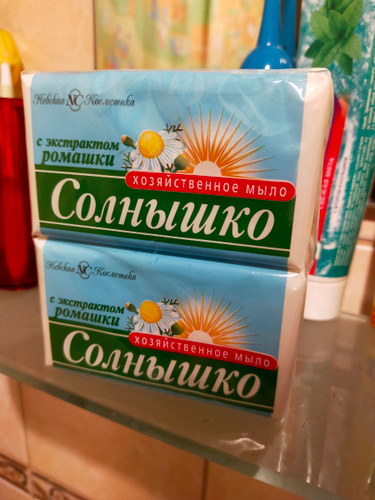 Невская NC Косметика
с экстрактом
ромашки
ХОЗЯЙСТВЕННОЕ МЫЛО
Солнышко
Невская NC Косметика
с экстрактом
ромашки
ХОЗЯЙСТВЕННОЕ МЫЛО
Солнышко